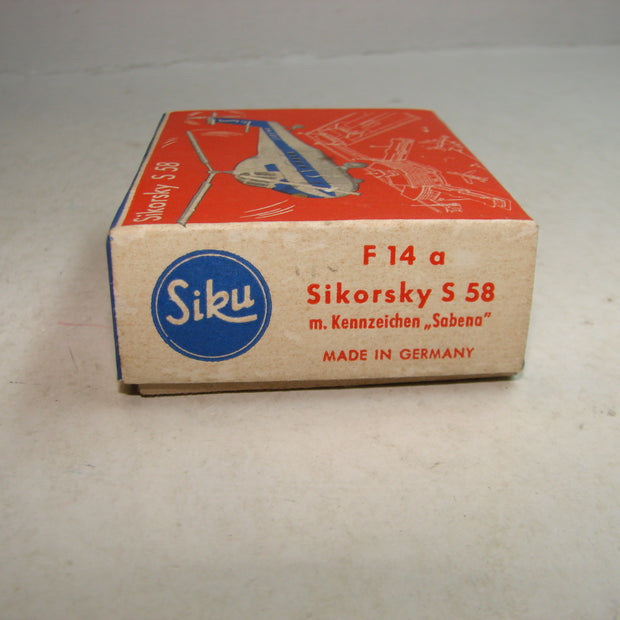 Sikorsky S 58
Siku
F 14 a
Sikorsky S 58
m. Kennzeichen „Sabena"
MADE IN GERMANY